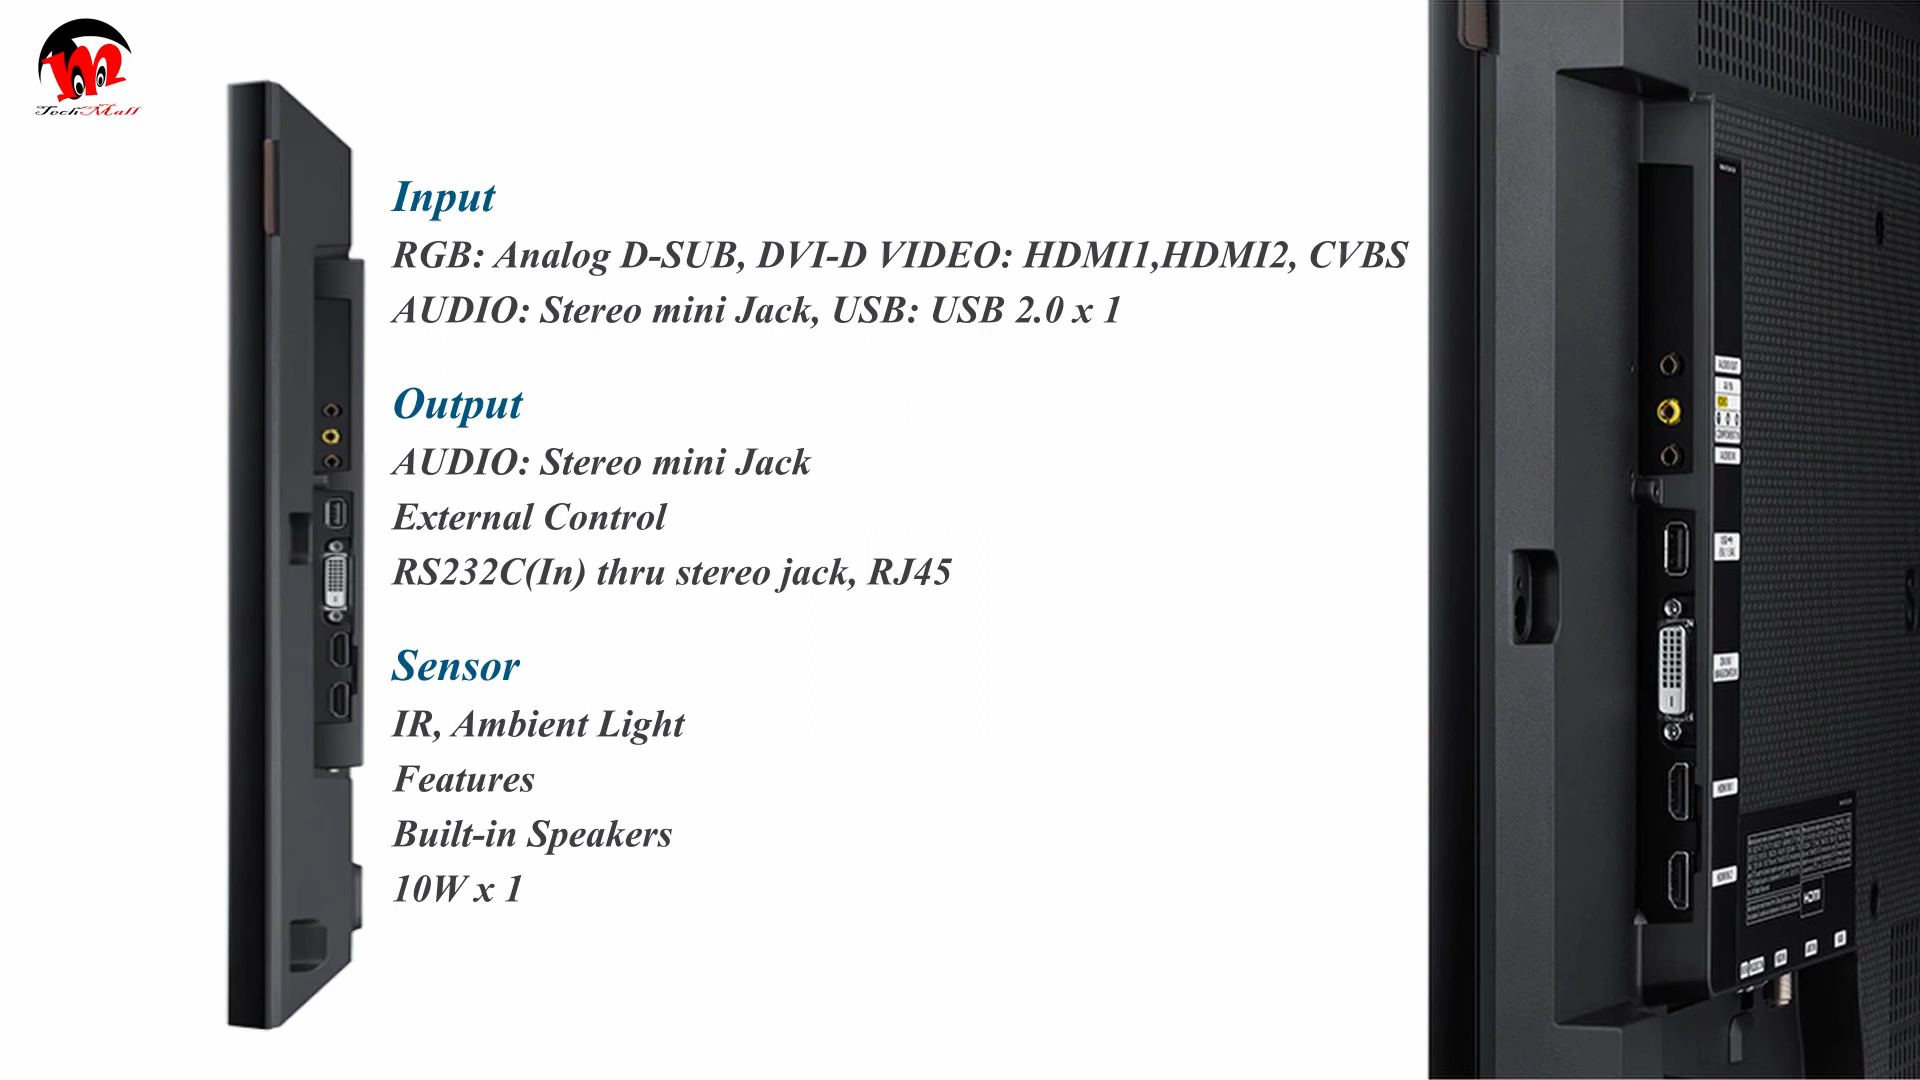 TechMall
Input
RGB: Analog D-SUB, DVI-D VIDEO: HDMI1,HDMI2, CVBS
AUDIO: Stereo mini Jack, USB: USB 2.0 x 1
Output
AUDIO: Stereo mini Jack
External Control
RS232C(In) thru stereo jack, RJ45
Sensor
IR, Ambient Light
Features
Built-in Speakers
10W x 1
HDMI